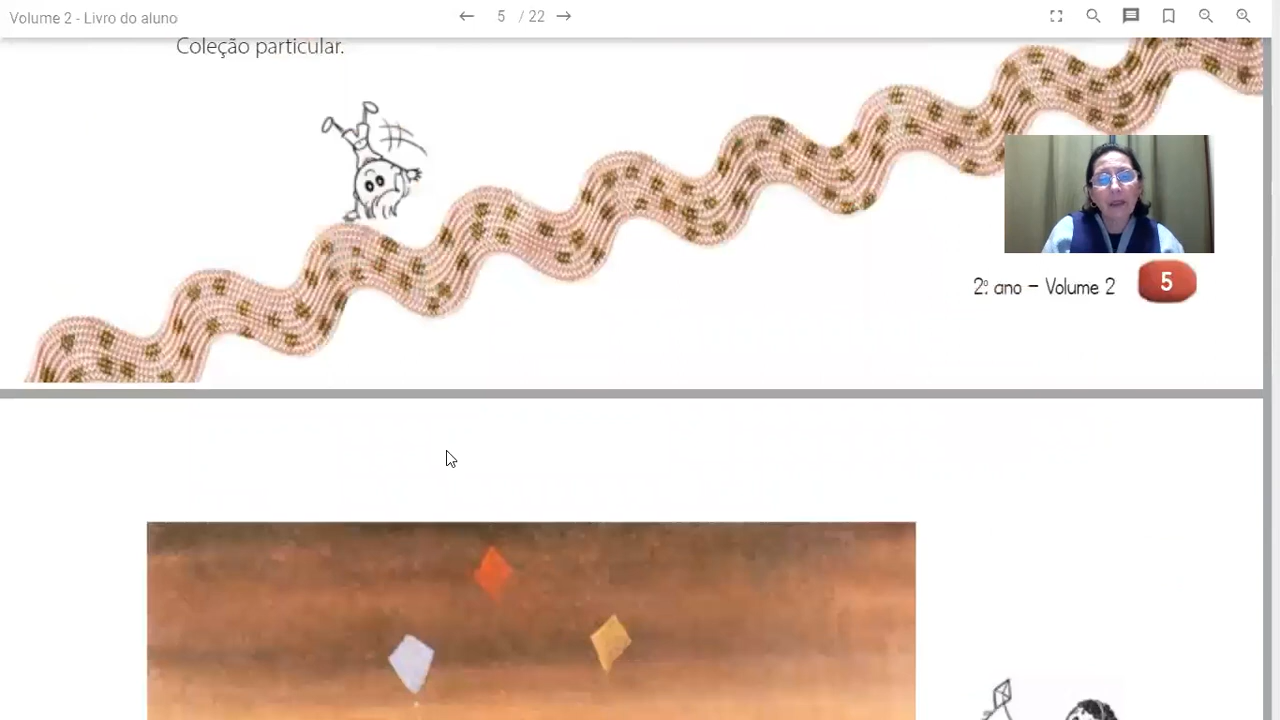 Volume 2 - Livro do aluno
5 / 22
Coleção particular.
2º. ano – Volume 2
5